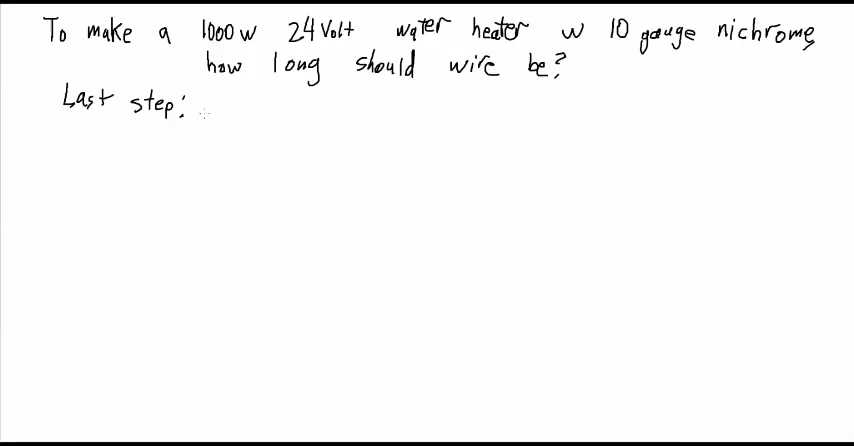 To make a 1000w 24Volt water heater w 10 gauge nichrome,
how long should wire be?
Last step: